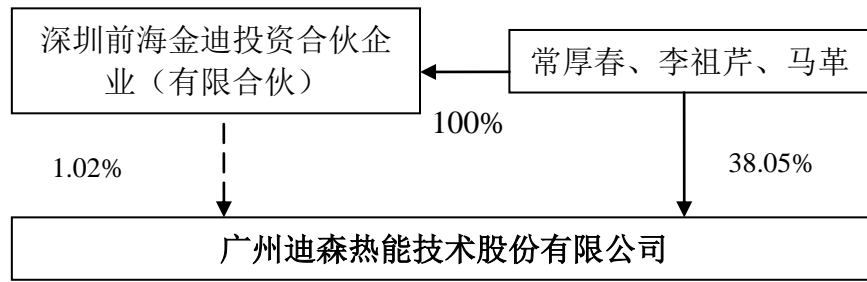 深圳前海金迪投资合伙企
业（有限合伙）
常厚春、李祖芹、马革
100%
1.02%
38.05%
广州迪森热能技术股份有限公司